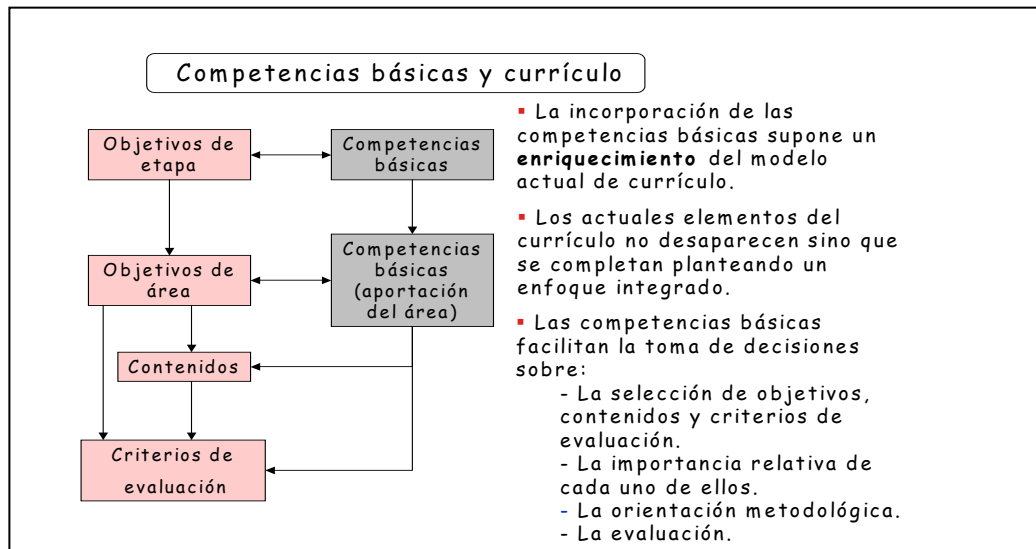 Competencias básicas y currículo
Objetivos de
etapa
Competencias
básicas
Objetivos de
área
Competencias
básicas
(aportación
del área)
Contenidos
Criterios de
evaluación
▪ La incorporación de las
competencias básicas supone un
enriquecimiento del modelo
actual de currículo.
▪ Los actuales elementos del
currículo no desaparecen sino que
se completan planteando un
enfoque integrado.
▪ Las competencias básicas
facilitan la toma de decisiones
sobre:
- La selección de objetivos,
contenidos y criterios de
evaluación.
- La importancia relativa de
cada uno de ellos.
- La orientación metodológica.
- La evaluación.